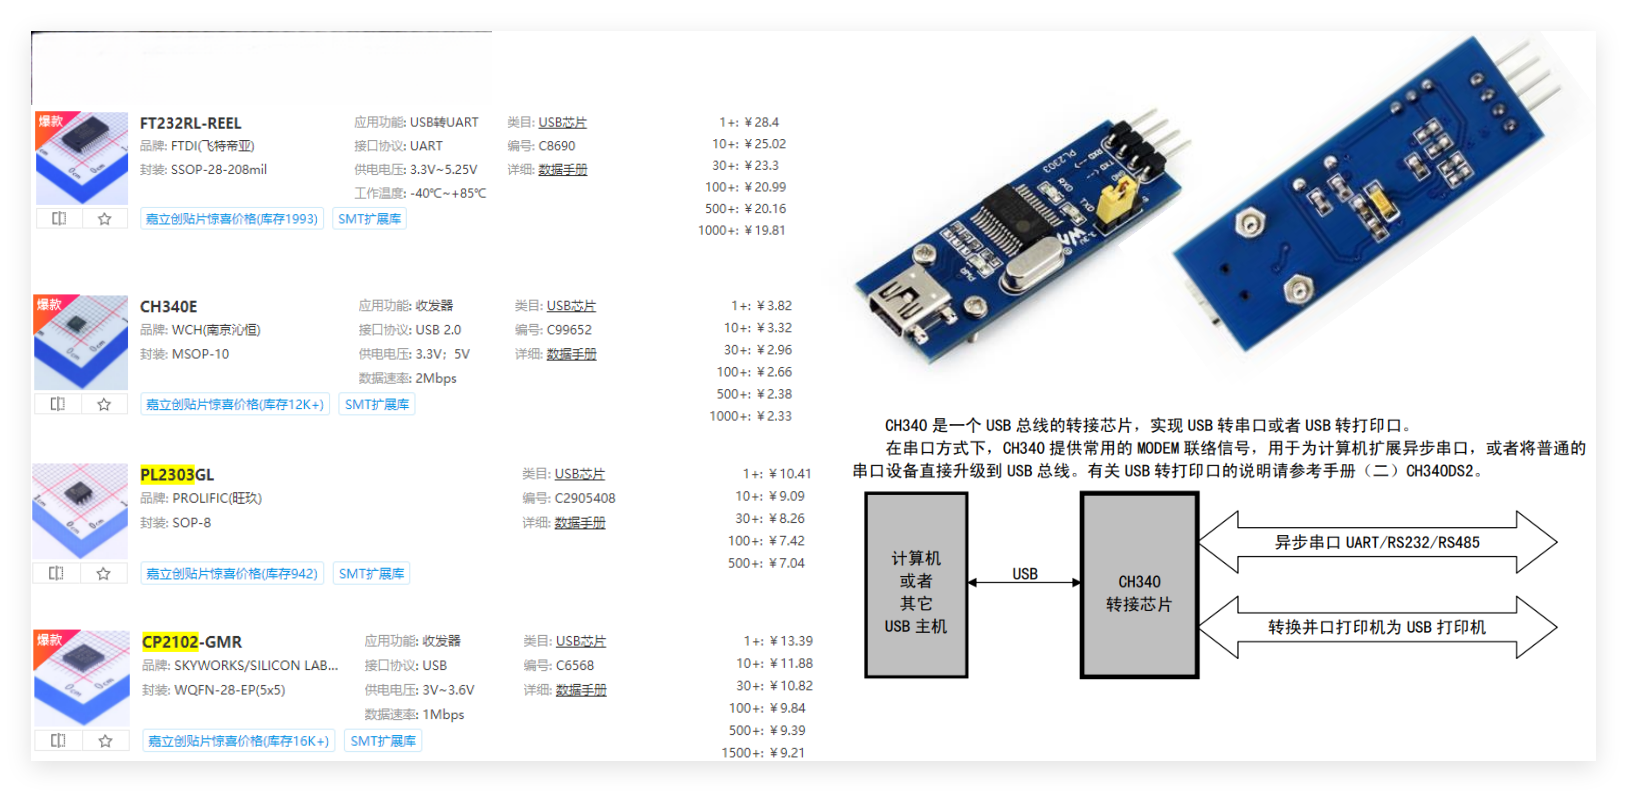 爆款
FT232RL-REEL
品牌: FTDI(飞特帝亚)
封装: SSOP-28-208mil
应用功能: USB转UART
接口协议: UART
供电电压: 3.3V~5.25V
工作温度: -40℃~+85℃
类目: USB芯片
编号: C8690
详细: 数据手册
1+: ￥28.4
10+: ￥25.02
30+: ￥23.3
100+: ￥20.99
500+: ￥20.16
1000+: ￥19.81
嘉立创贴片惊喜价格(库存1993)
SMT扩展库
爆款
CH340E
品牌: WCH(南京沁恒)
封装: MSOP-10
应用功能: 收发器
接口协议: USB 2.0
供电电压: 3.3V；5V
数据速率: 2Mbps
类目: USB芯片
编号: C99652
详细: 数据手册
1+: ￥3.82
10+: ￥3.32
30+: ￥2.96
100+: ￥2.66
500+: ￥2.38
1000+: ￥2.33
嘉立创贴片惊喜价格(库存12K+)
SMT扩展库
PL2303GL
品牌: PROLIFIC(旺玖)
封装: SOP-8
类目: USB芯片
编号: C2905408
详细: 数据手册
1+: ￥10.41
10+: ￥9.09
30+: ￥8.26
100+: ￥7.42
500+: ￥7.04
嘉立创贴片惊喜价格(库存942)
SMT扩展库
爆款
CP2102-GMR
品牌: SKYWORKS/SILICON LAB...
封装: WQFN-28-EP(5x5)
应用功能: 收发器
接口协议: USB
供电电压: 3V~3.6V
数据速率: 1Mbps
类目: USB芯片
编号: C6568
详细: 数据手册
1+: ￥13.39
10+: ￥11.88
30+: ￥10.82
100+: ￥9.84
500+: ￥9.39
1500+: ￥9.21
嘉立创贴片惊喜价格(库存16K+)
SMT扩展库
PL2303
RXD
TXD
GND
RXD
TXD
3.3V
PWR
CH340 是一个 USB 总线的转接芯片，实现 USB 转串口或者 USB 转打印口。
在串口方式下，CH340 提供常用的 MODEM 联络信号，用于为计算机扩展异步串口，或者将普通的
串口设备直接升级到 USB 总线。有关 USB 转打印口的说明请参考手册（二）CH340DS2。
计算机
或者
其它
USB 主机
USB
CH340
转接芯片
异步串口 UART/RS232/RS485
转换并口打印机为 USB 打印机